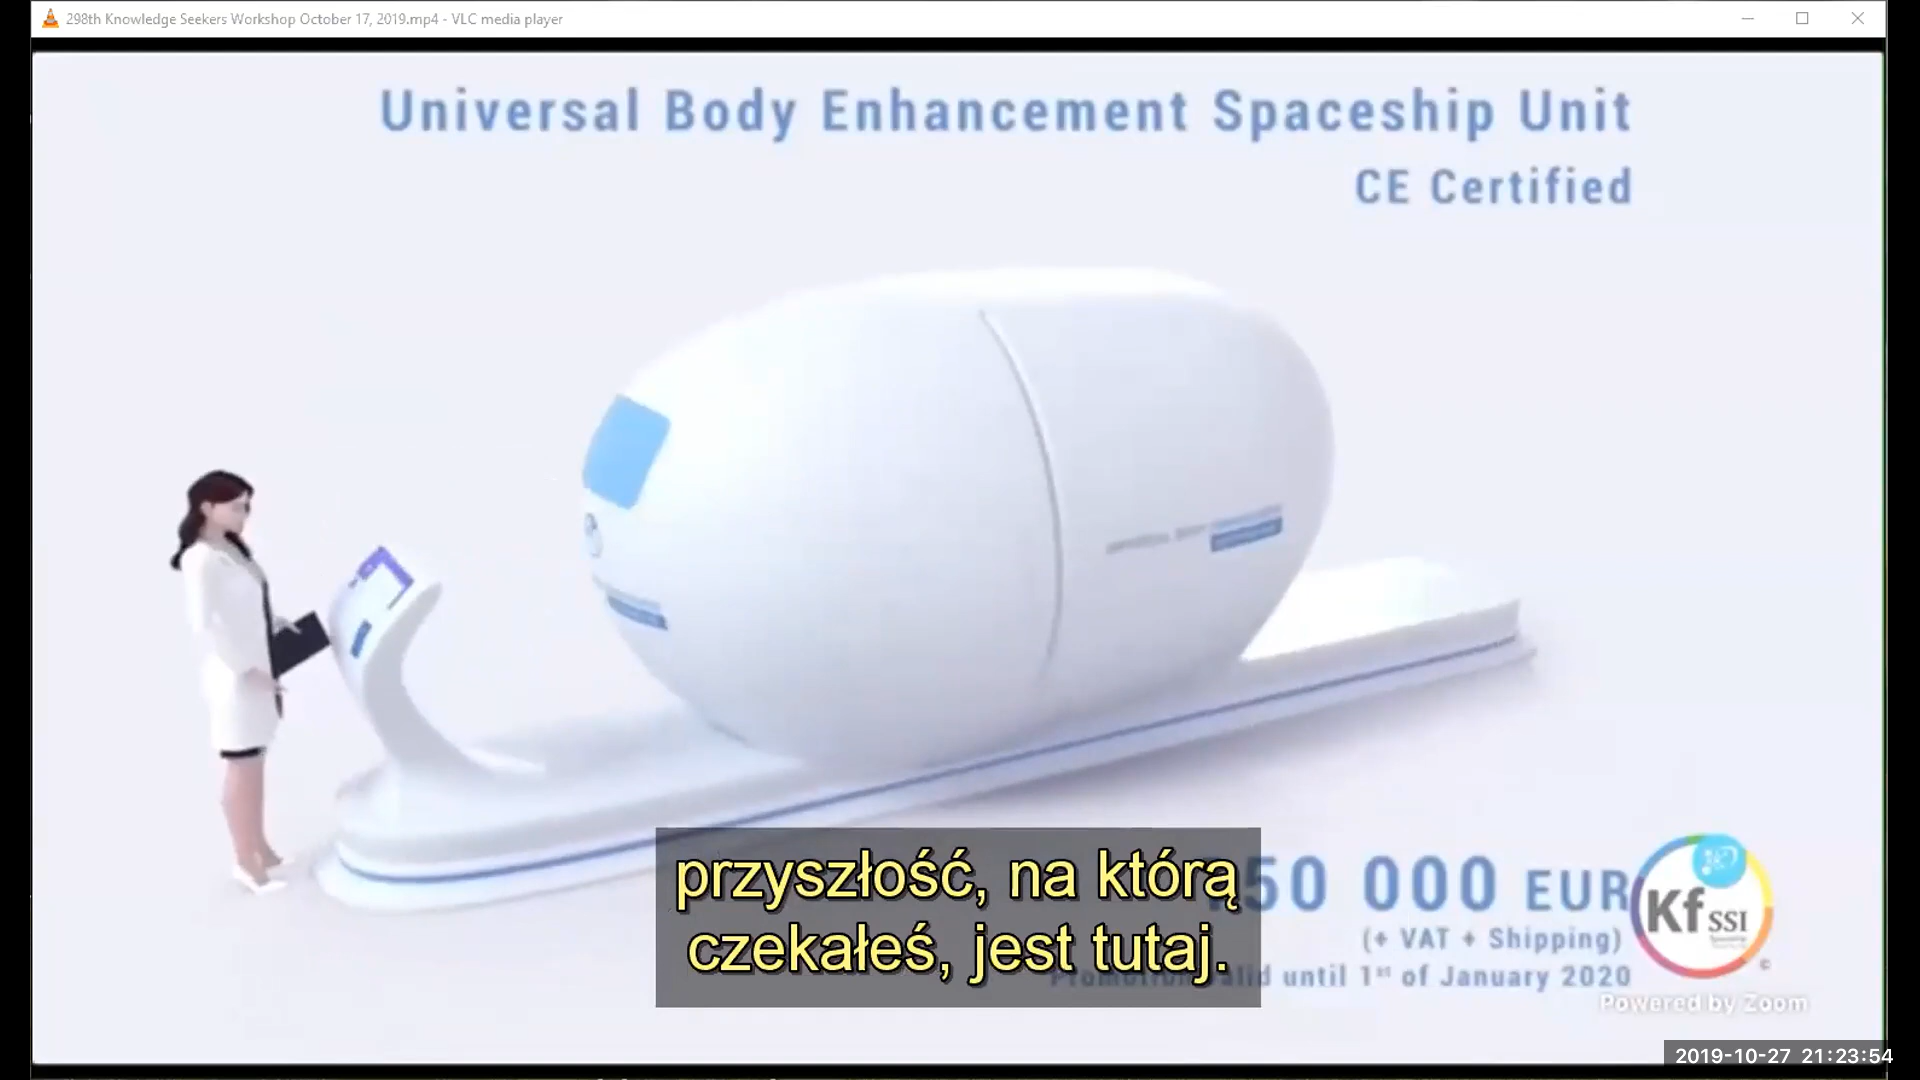 298th Knowledge Seekers Workshop October 17, 2019.mp4 - VLC media player
Universal Body Enhancement Spaceship Unit
CE Certified
przyszłość, na którą
czekałeś, jest tutaj.
50 000 EUR
(+ VAT + Shipping)
until 1st of January 2020
Kf SSI
Powered by Zoom
2019-10-27 21:23:54